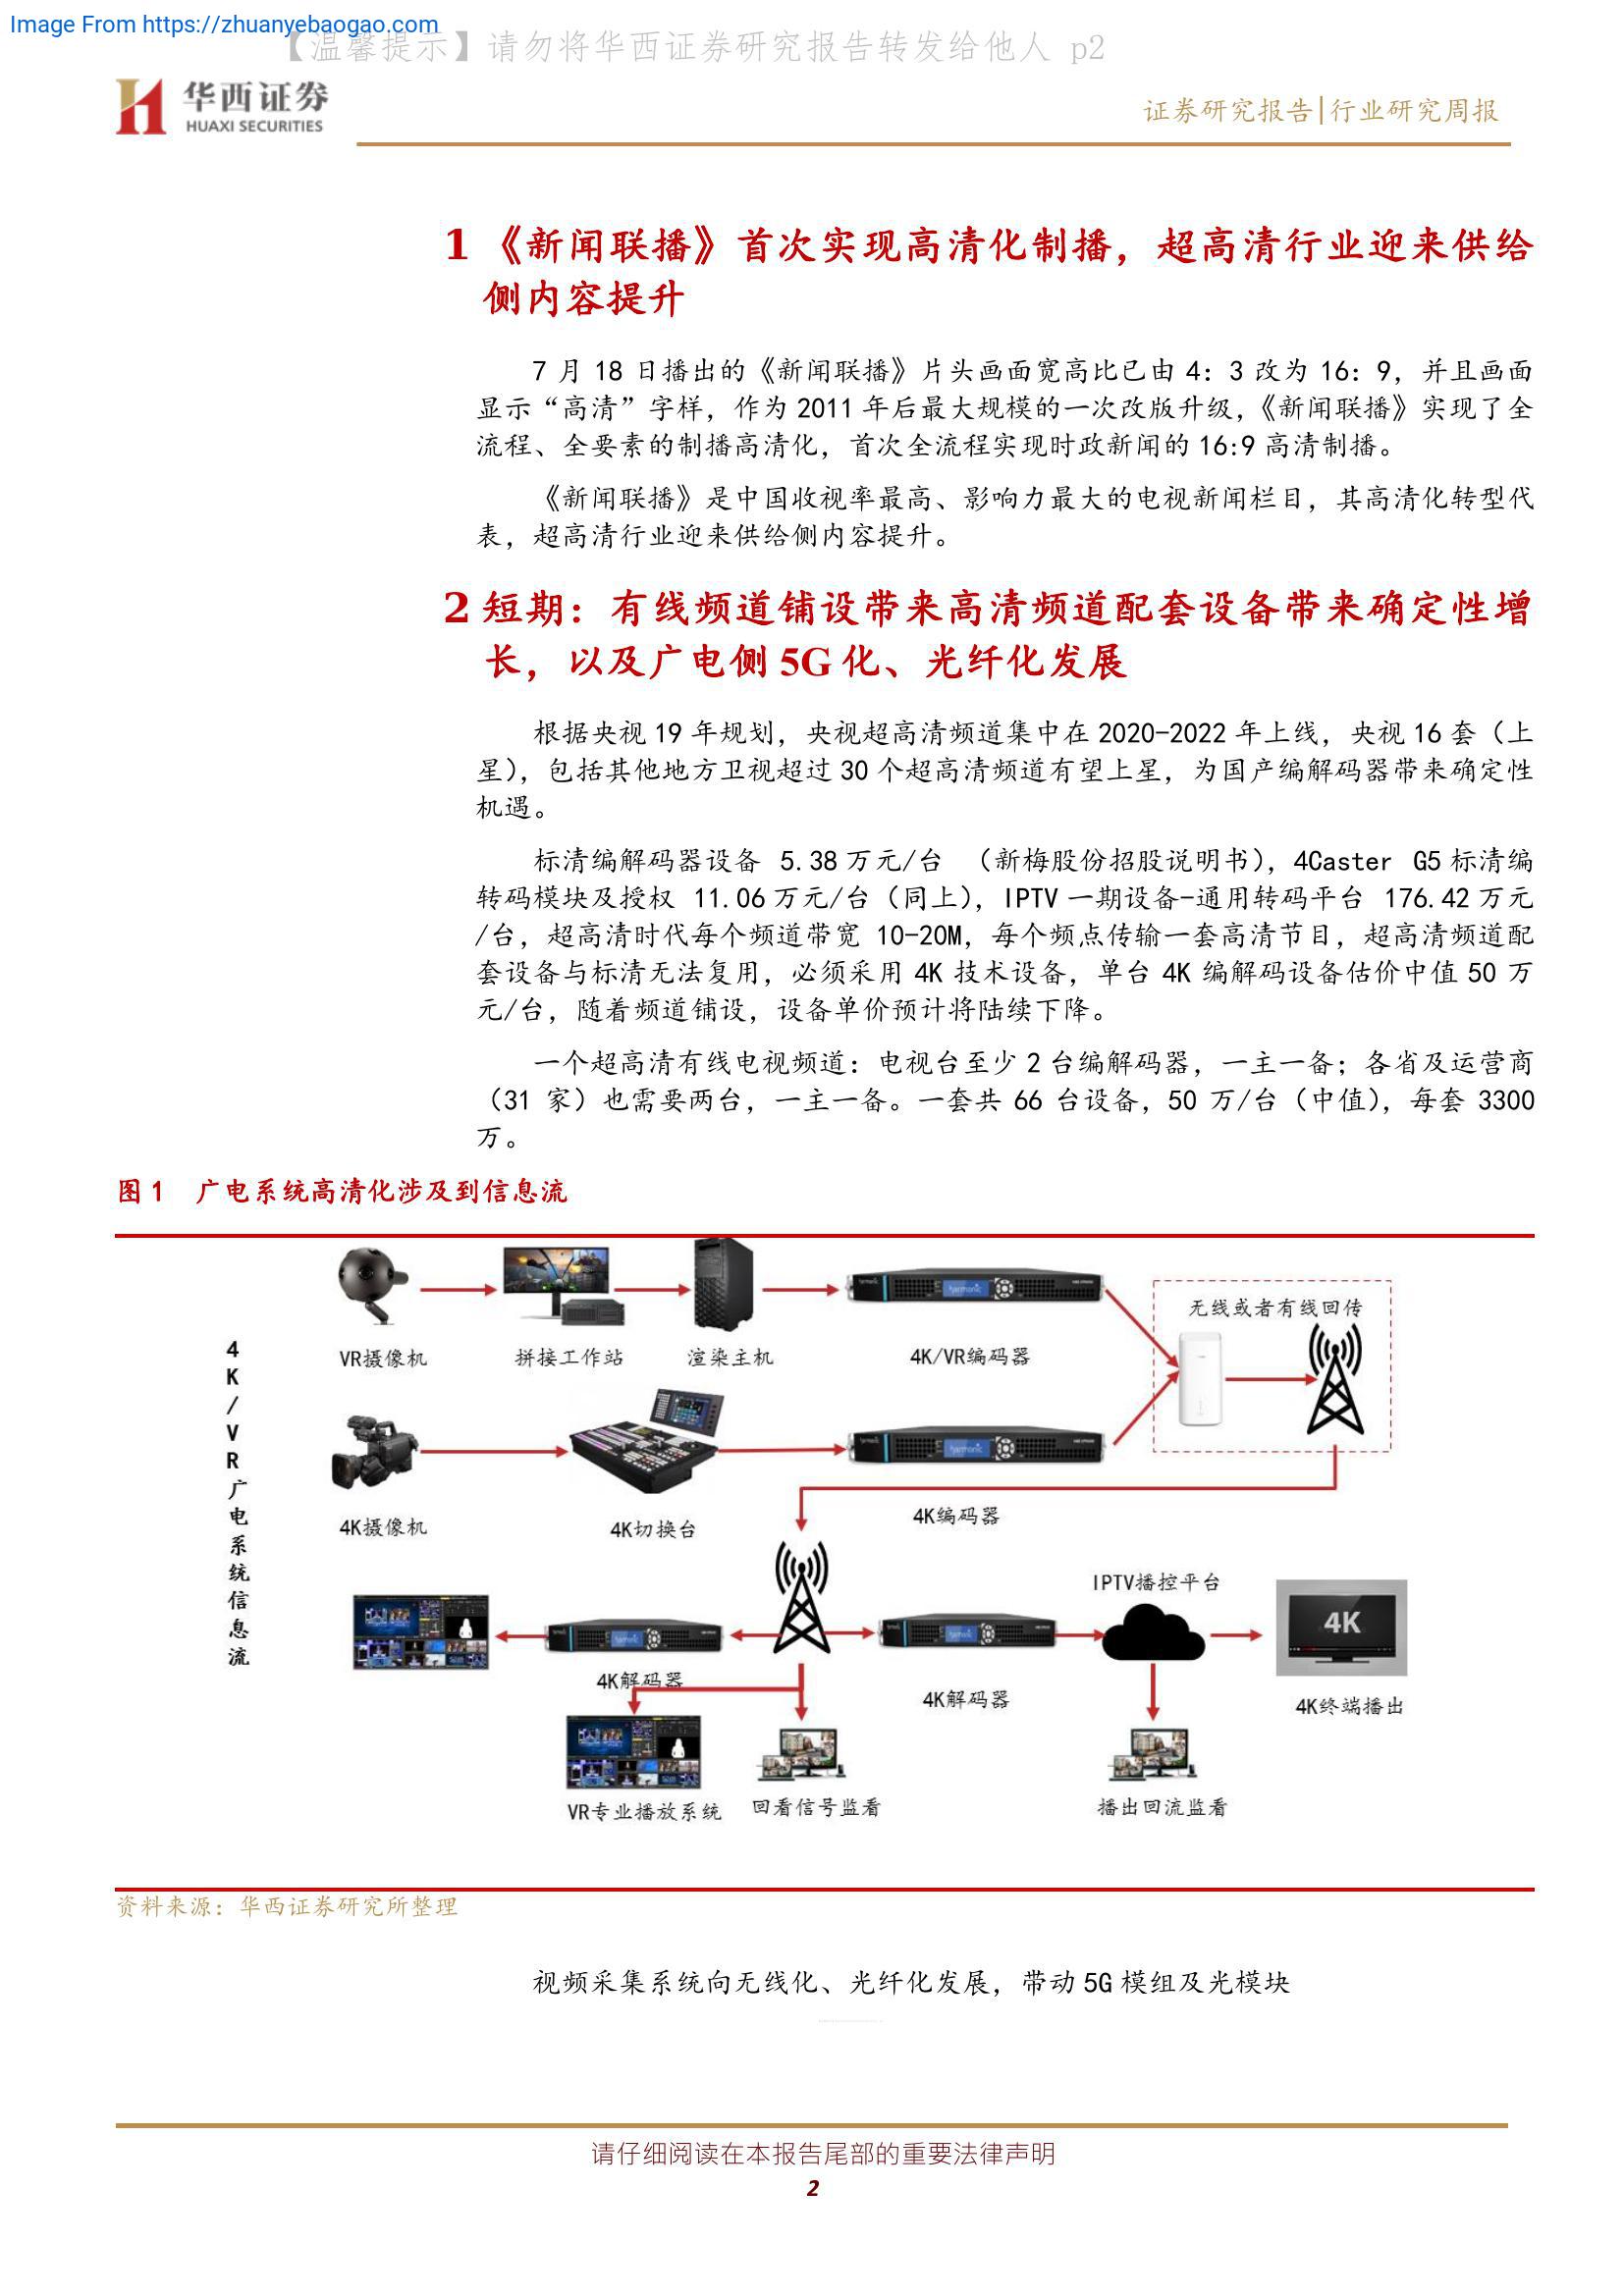 Image From https://zhuanyebaogao.com
【温馨提示】请勿将华西证券研究报告转发给他人 p2
华西证券
HUAXI SECURITIES
证券研究报告|行业研究周报
1 《新闻联播》首次实现高清化制播，超高清行业迎来供给
侧内容提升
7 月 18 日播出的《新闻联播》片头画面宽高比已由 4：3 改为 16：9，并且画面
显示“高清”字样，作为 2011 年后最大规模的一次改版升级，《新闻联播》实现了全
流程、全要素的制播高清化，首次全流程实现时政新闻的 16:9 高清制播。
《新闻联播》是中国收视率最高、影响力最大的电视新闻栏目，其高清化转型代
表，超高清行业迎来供给侧内容提升。
2 短期：有线频道铺设带来高清频道配套设备带来确定性增
长，以及广电侧 5G 化、光纤化发展
根据央视 19 年规划，央视超高清频道集中在 2020-2022 年上线，央视 16 套（上
星），包括其他地方卫视超过 30 个超高清频道有望上星，为国产编解码器带来确定性
机遇。
标清编解码器设备 5.38 万元/台 （新梅股份招股说明书），4Caster G5 标清编
转码模块及授权 11.06 万元/台（同上），IPTV 一期设备-通用转码平台 176.42 万元
/台，超高清时代每个频道带宽 10-20M，每个频点传输一套高清节目，超高清频道配
套设备与标清无法复用，必须采用 4K 技术设备，单台 4K 编解码设备估价中值 50 万
元/台，随着频道铺设，设备单价预计将陆续下降。
一个超高清有线电视频道：电视台至少 2 台编解码器，一主一备；各省及运营商
（31 家）也需要两台，一主一备。一套共 66 台设备，50 万/台（中值），每套 3300
万。
图 1 广电系统高清化涉及到信息流
4K/VR广电系统信息流
无线或者有线回传
VR摄像机
拼接工作站
渲染主机
4K/VR编码器
4K摄像机
4K切换台
4K编码器
IPTV播控平台
4K
4K解码器
4K解码器
4K终端播出
VR专业播放系统
回看信号监看
播出回流监看
资料来源：华西证券研究所整理
视频采集系统向无线化、光纤化发展，带动 5G 模组及光模块
请仔细阅读在本报告尾部的重要法律声明
2